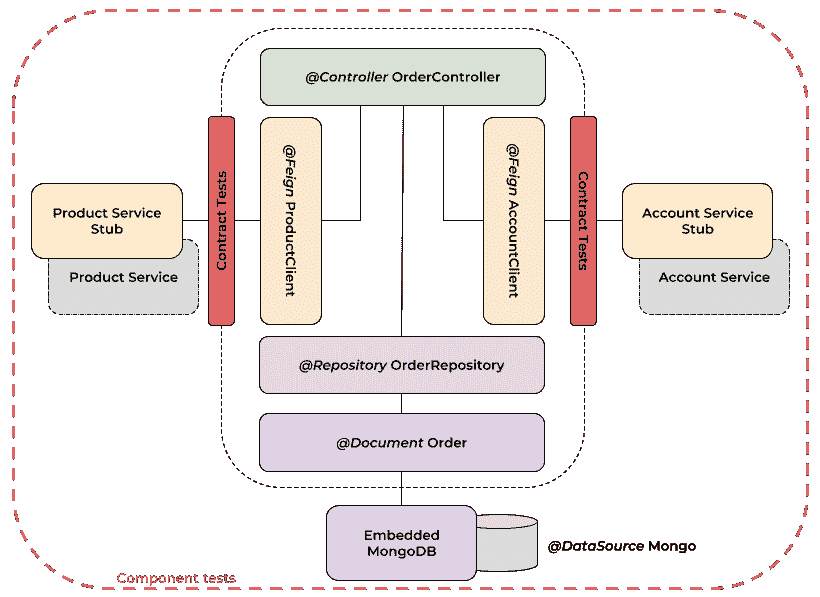 @Controller OrderController
Contract Tests
@Feign ProductClient
@Feign AccountClient
Contract Tests
Product Service
Stub
Product Service
Account Service
Stub
Account Service
@Repository OrderRepository
@Document Order
Embedded
MongoDB
@DataSource Mongo
Component tests